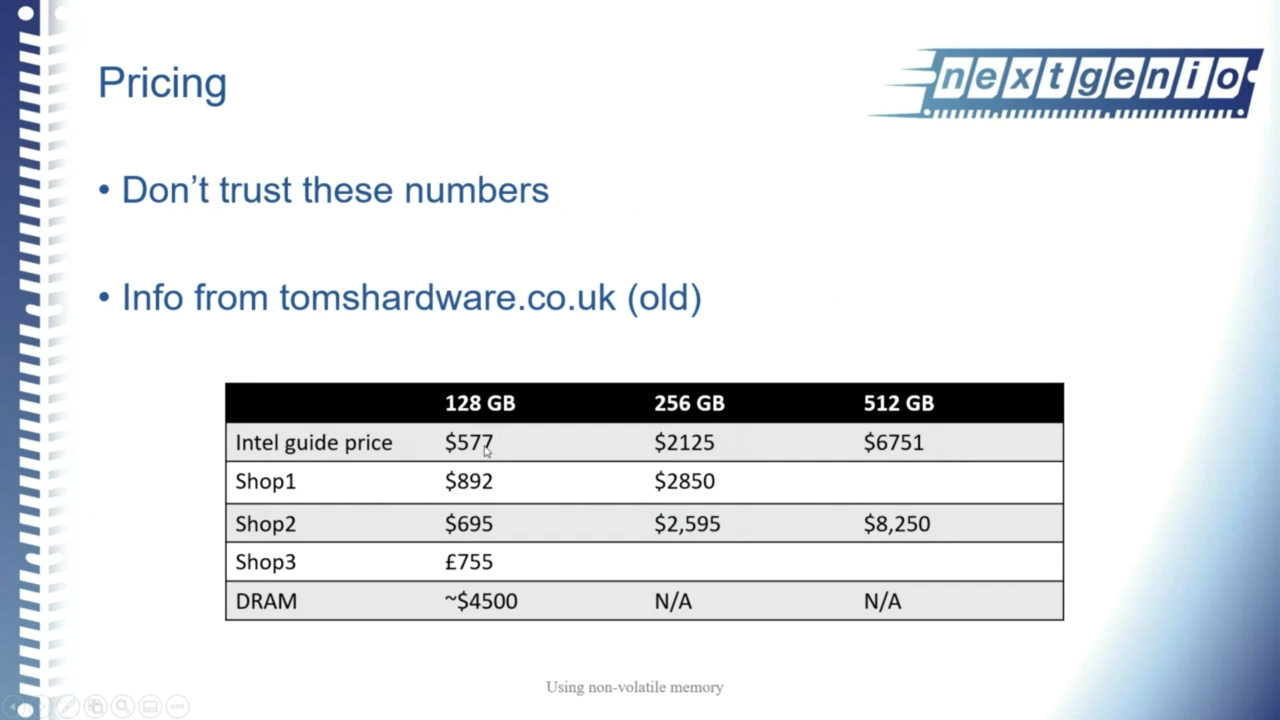 Pricing
nextgenio
• Don't trust these numbers
• Info from tomshardware.co.uk (old)
128 GB 256 GB 512 GB
Intel guide price $577 $2125 $6751
Shop1 $892 $2850
Shop2 $695 $2,595 $8,250
Shop3 £755
DRAM ~$4500 N/A N/A
Using non-volatile memory